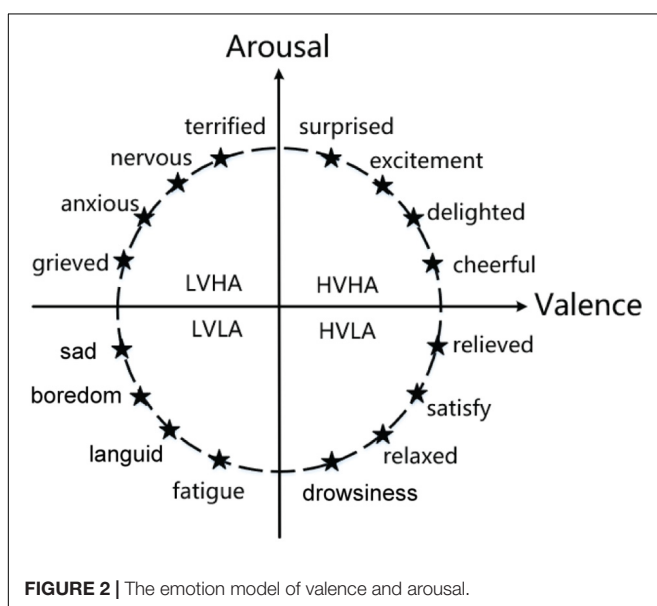 Arousal
terrified surprised
nervous excitement
anxious delighted
grieved cheerful
LVHA HVHA
Valence
LVLA HVLA
sad relieved
boredom satisfy
languid relaxed
fatigue drowsiness
FIGURE 2 | The emotion model of valence and arousal.